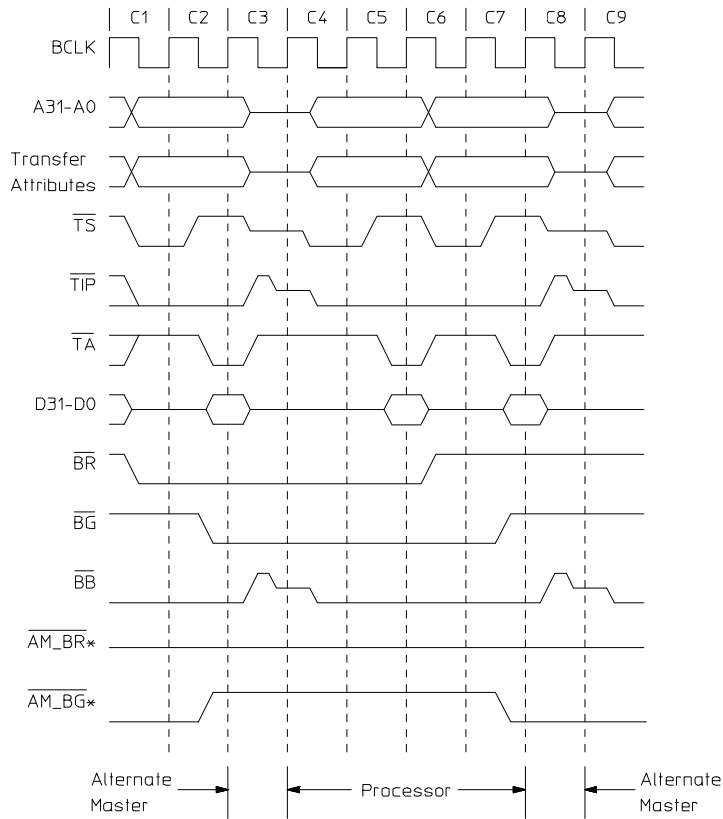 C1 C2 C3 C4 C5 C6 C7 C8 C9
BCLK
A31-A0
Transfer
Attributes
TS
TIP
TA
D31-D0
BR
BG
BB
AM_BR*
AM_BG*
Alternate
Master
Processor
Alternate
Master